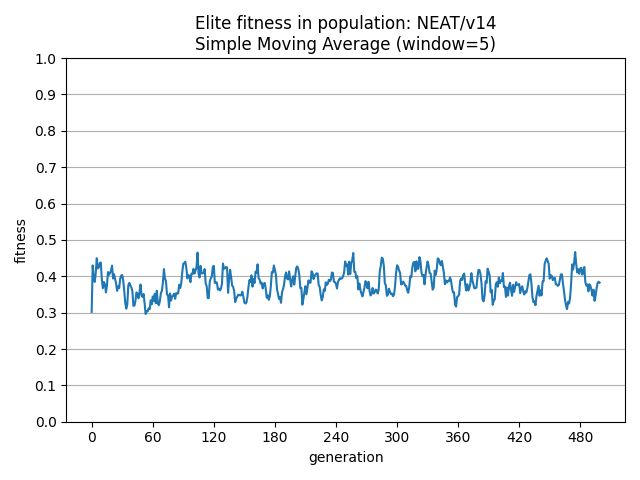 Elite fitness in population: NEAT/v14
Simple Moving Average (window=5)
1.0
0.9
0.8
0.7
0.6
0.5
0.4
0.3
0.2
0.1
0.0
fitness
0 60 120 180 240 300 360 420 480
generation